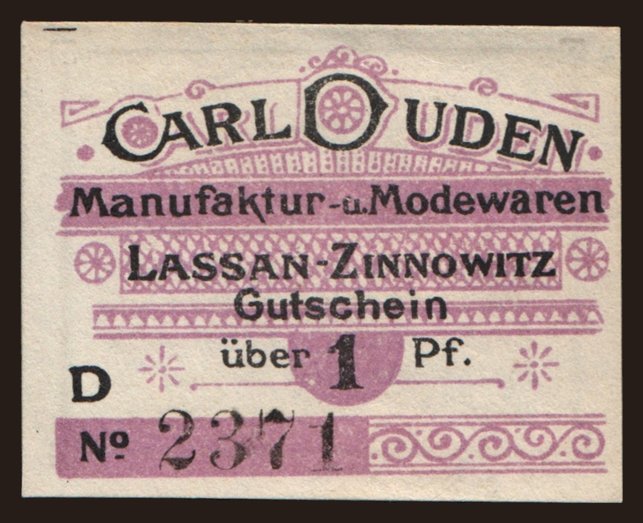 CARL OUDEN
Manufaktur-u. Modewaren
LASSAN-ZINNOWITZ
Gutschein
über 1 Pf.
D
Nº 2371